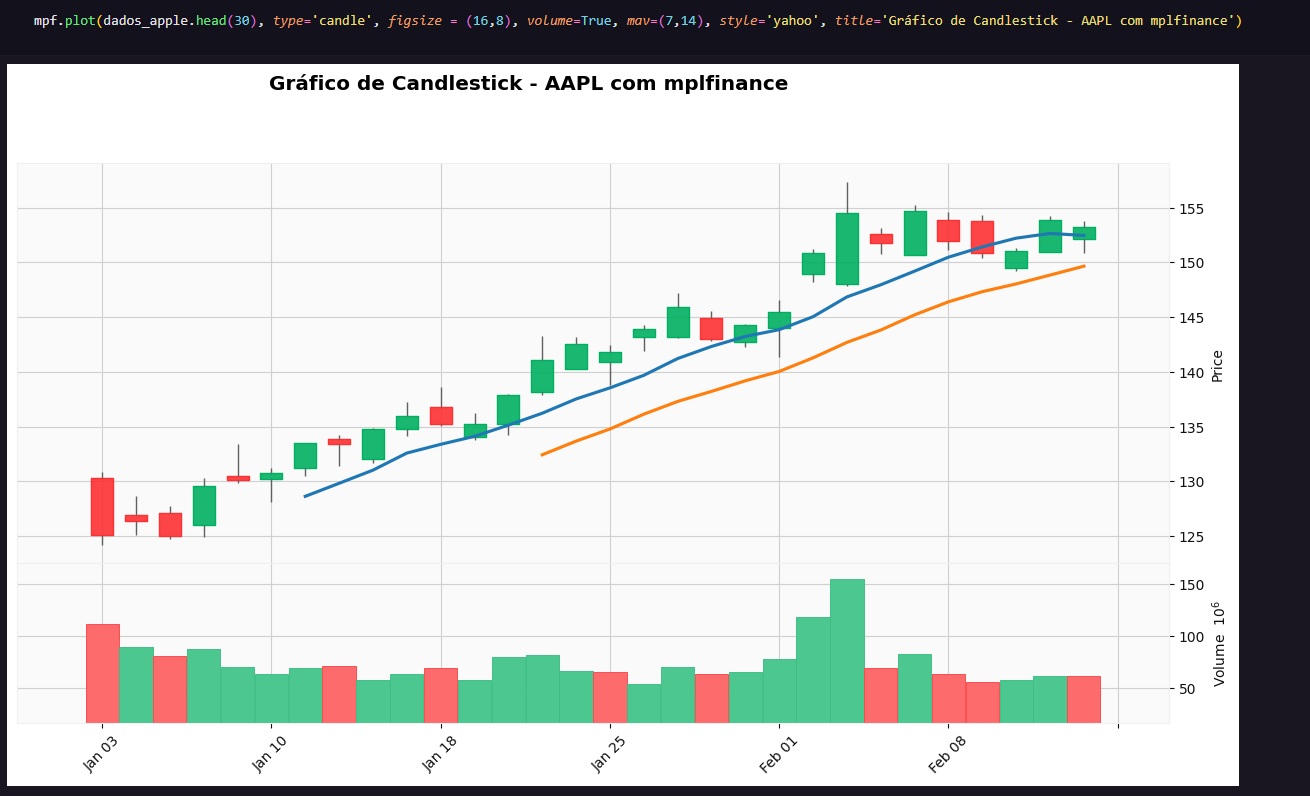 mpf.plot(dados_apple.head(30), type='candle', figsize = (16,8), volume=True, mav=(7,14), style='yahoo', title='Gráfico de Candlestick - AAPL com mplfinance')
Gráfico de Candlestick - AAPL com mplfinance
155
150
145
140
135
130
125
Price
150
100
50
Volume 10⁶
Jan 03
Jan 10
Jan 18
Jan 25
Feb 01
Feb 08